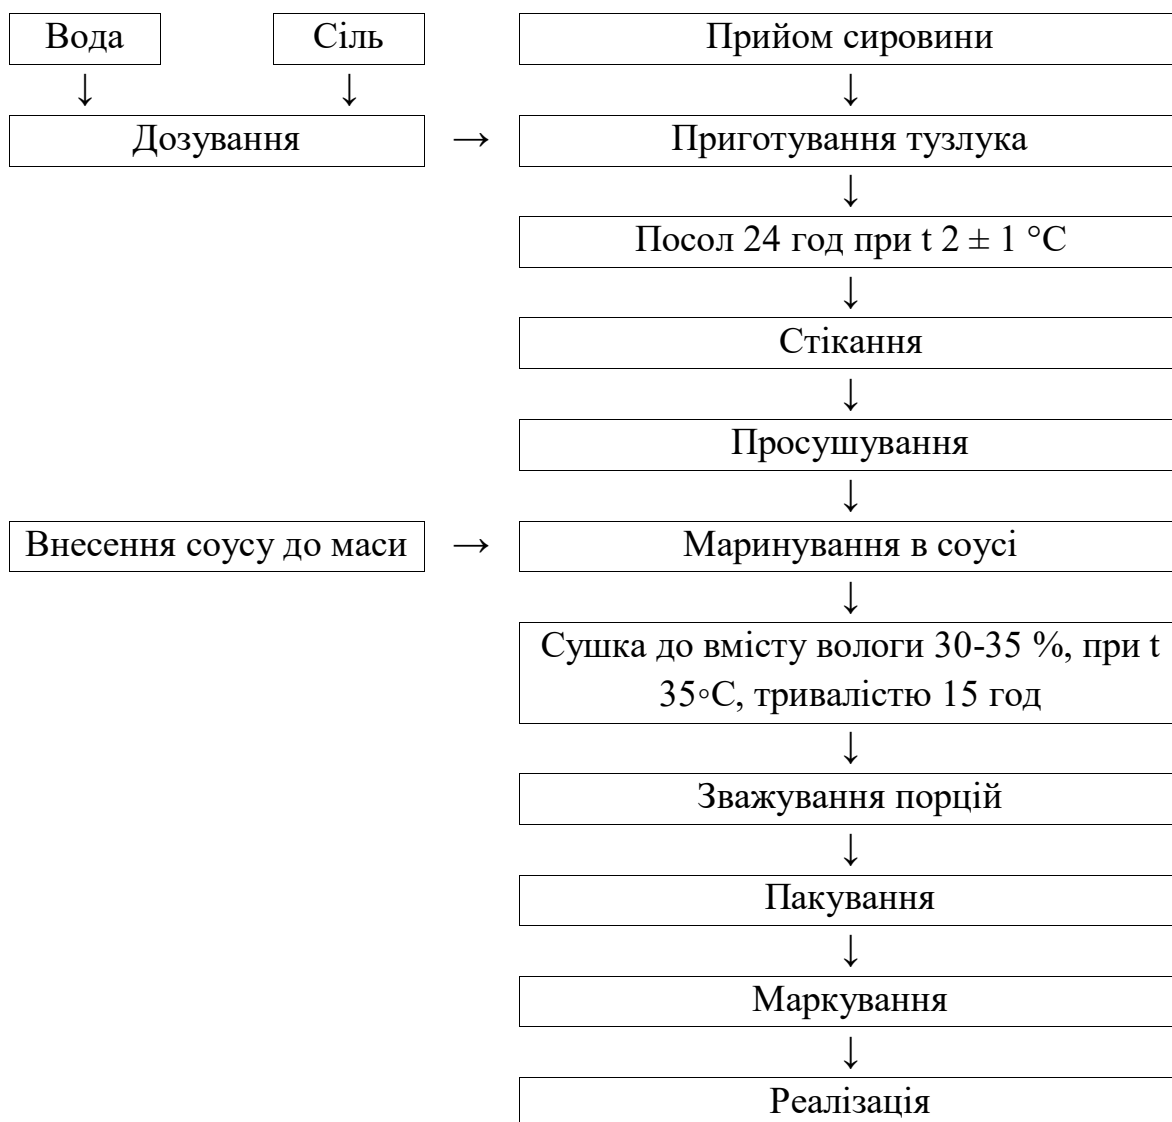 Вода
Сіль
Прийом сировини
↓
↓
↓
Дозування
→
Приготування тузлука
↓
Посол 24 год при t 2 ± 1 °С
↓
Стікання
↓
Просушування
↓
Внесення соусу до маси
→
Маринування в соусі
↓
Сушка до вмісту вологи 30-35 %, при t
35◦С, тривалістю 15 год
↓
Зважування порцій
↓
Пакування
↓
Маркування
↓
Реалізація